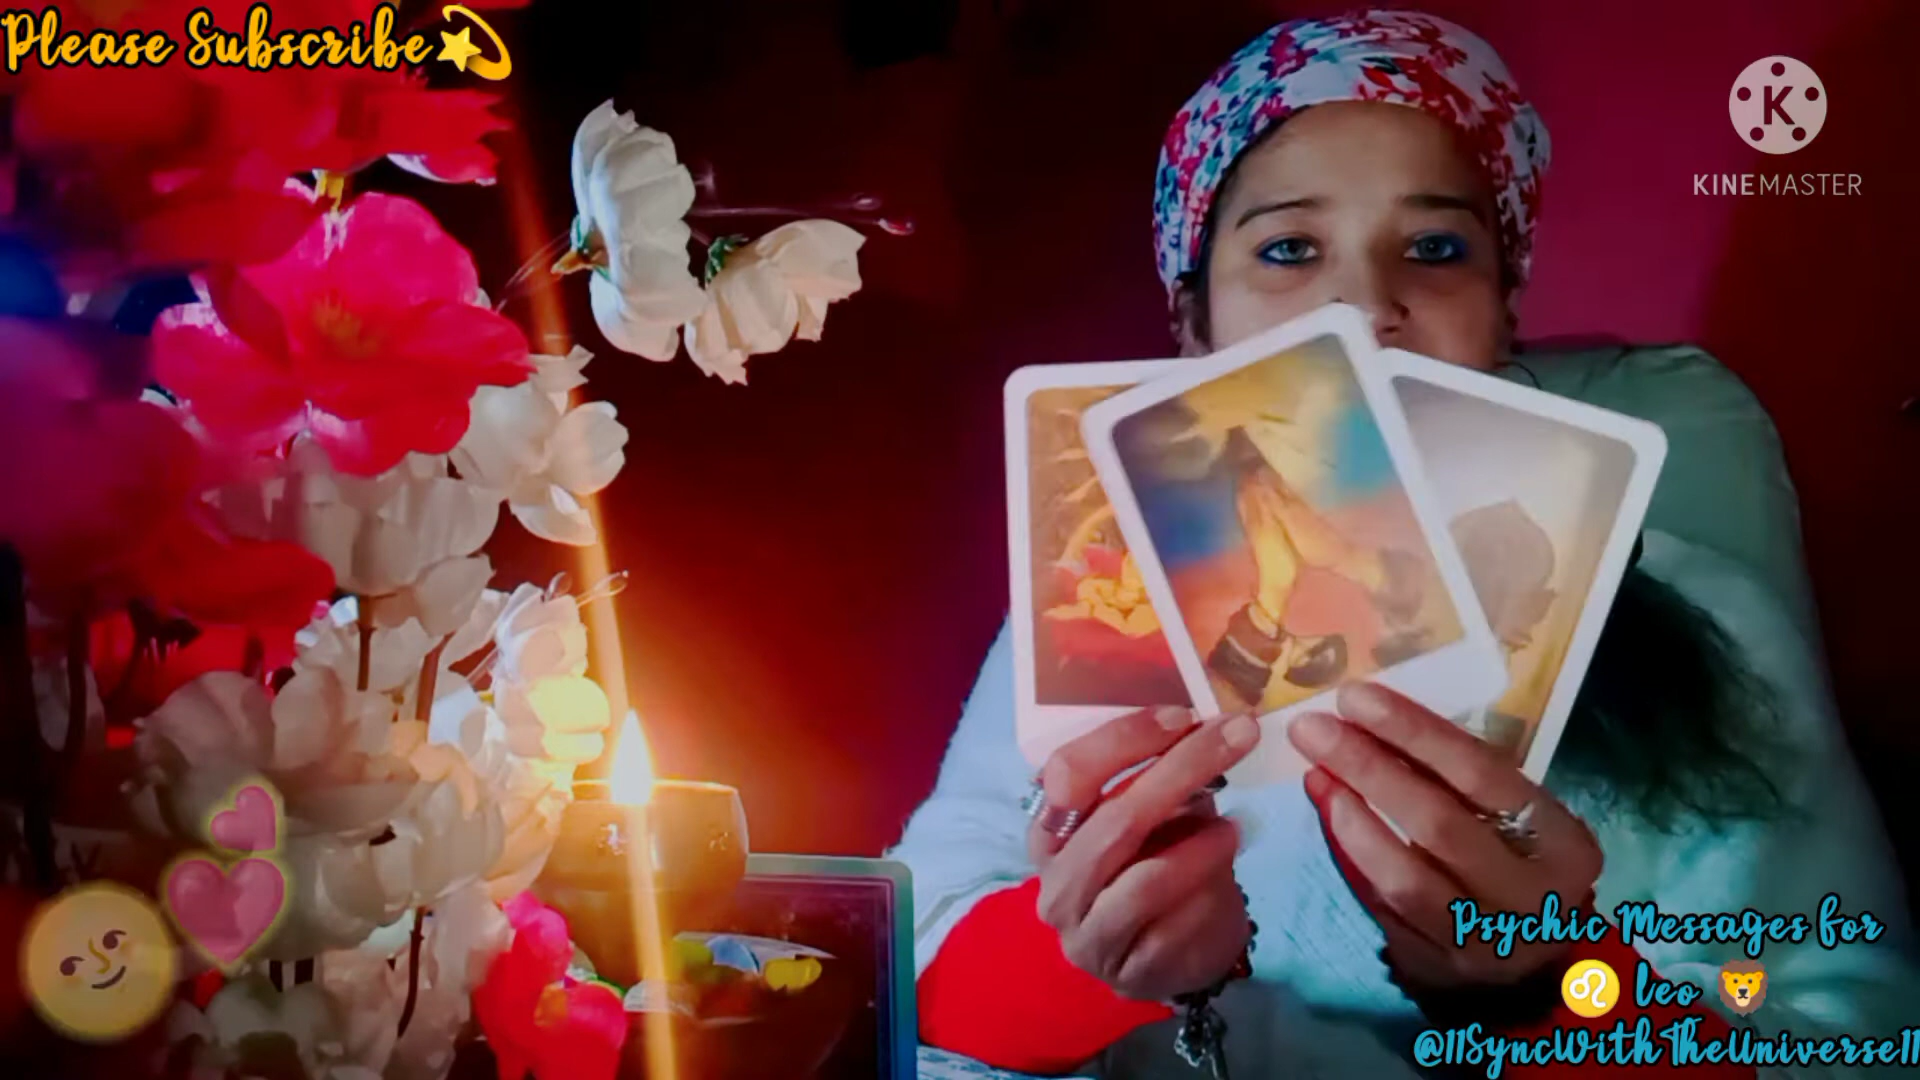 Please Subscribe
K
KINEMASTER
Psychic Messages for
Leo
@11SyncWithTheUniverse11